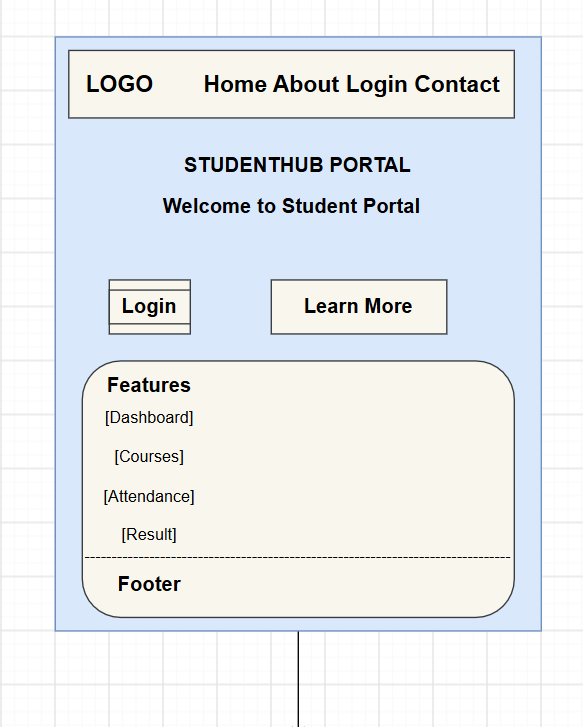 LOGO Home About Login Contact
STUDENTHUB PORTAL
Welcome to Student Portal
Login Learn More
Features
[Dashboard]
[Courses]
[Attendance]
[Result]
Footer